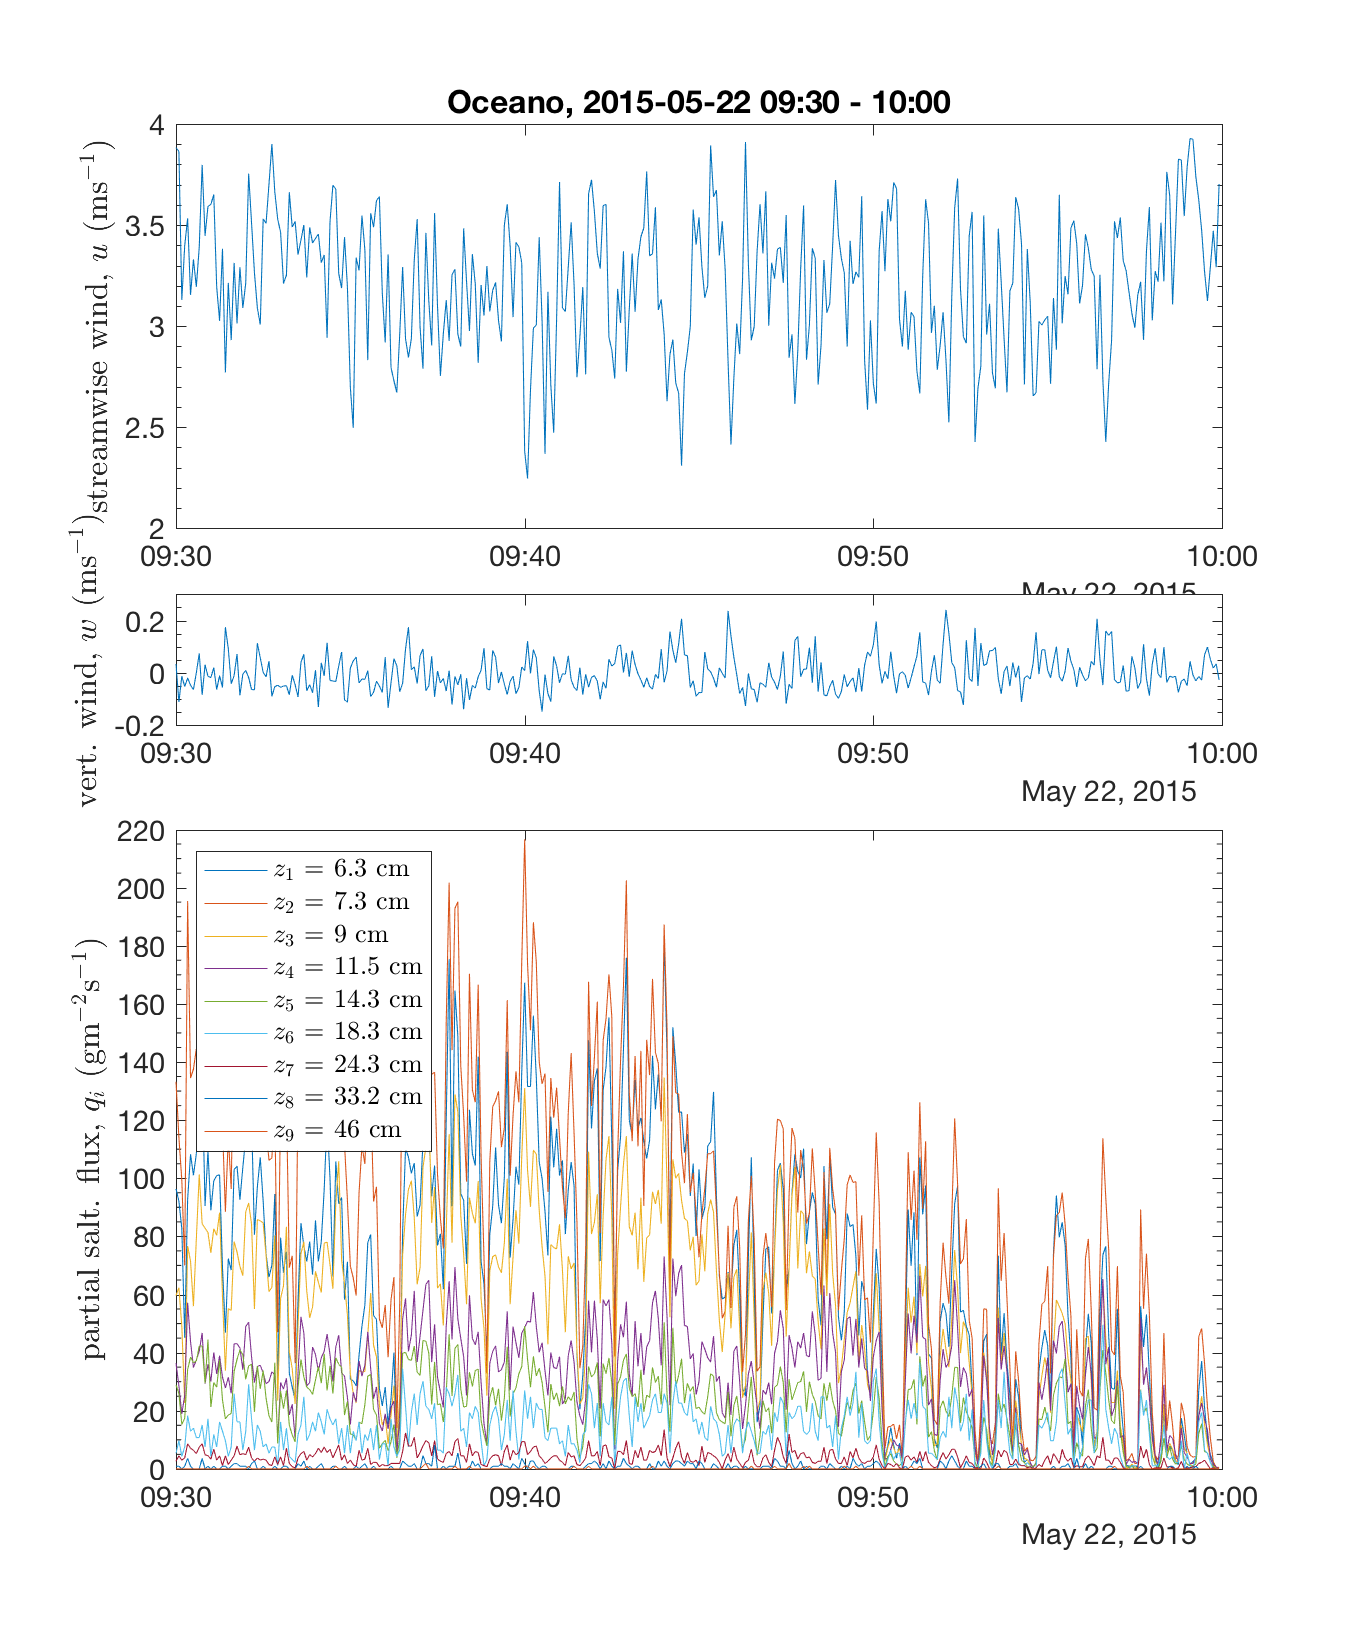 Oceano, 2015-05-22 09:30 - 10:00
streamwise wind, u (ms⁻¹)
4
3.5
3
2.5
2
09:30 09:40 09:50 10:00
May 22, 2015
vert. wind, w (ms⁻¹)
0.2
0
-0.2
09:30 09:40 09:50 10:00
May 22, 2015
partial salt. flux, qᵢ (gm⁻²s⁻¹)
220
200
180
160
140
120
100
80
60
40
20
0
z₁ = 6.3 cm
z₂ = 7.3 cm
z₃ = 9 cm
z₄ = 11.5 cm
z₅ = 14.3 cm
z₆ = 18.3 cm
z₇ = 24.3 cm
z₈ = 33.2 cm
z₉ = 46 cm
09:30 09:40 09:50 10:00
May 22, 2015